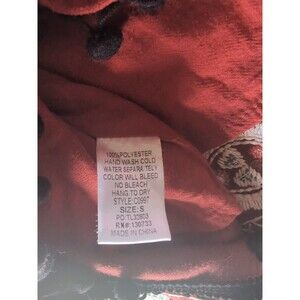 100%POLYESTER
HAND WASH COLD
WATER SEPARATELY
COLOR WILL BLEED
NO BLEACH
HANG TO DRY
STYLE:C0997
SIZE:S
PO:TL33803
RN#:130733
MADE IN CHINA